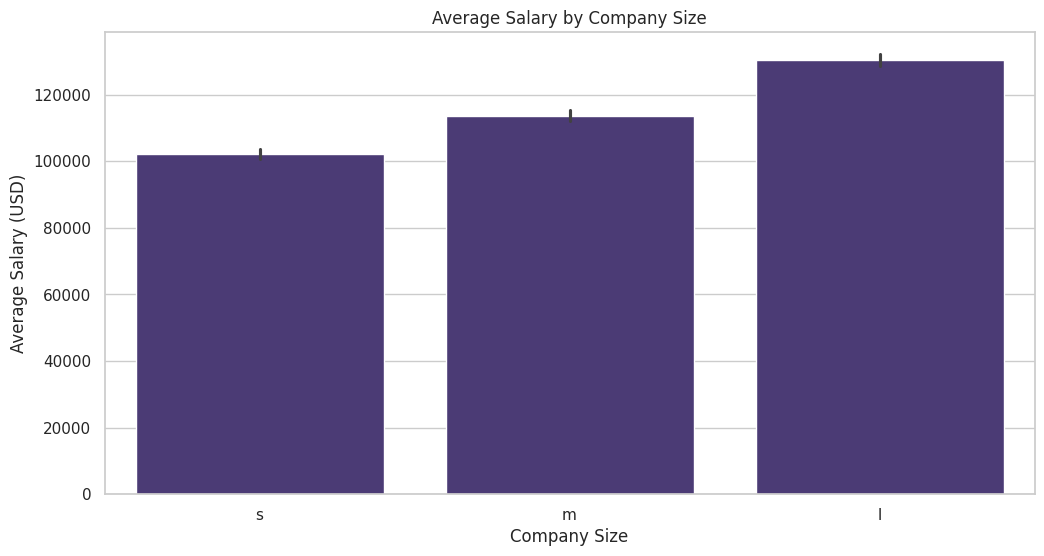 Average Salary by Company Size
Average Salary (USD)
120000
100000
80000
60000
40000
20000
0
s
m
l
Company Size